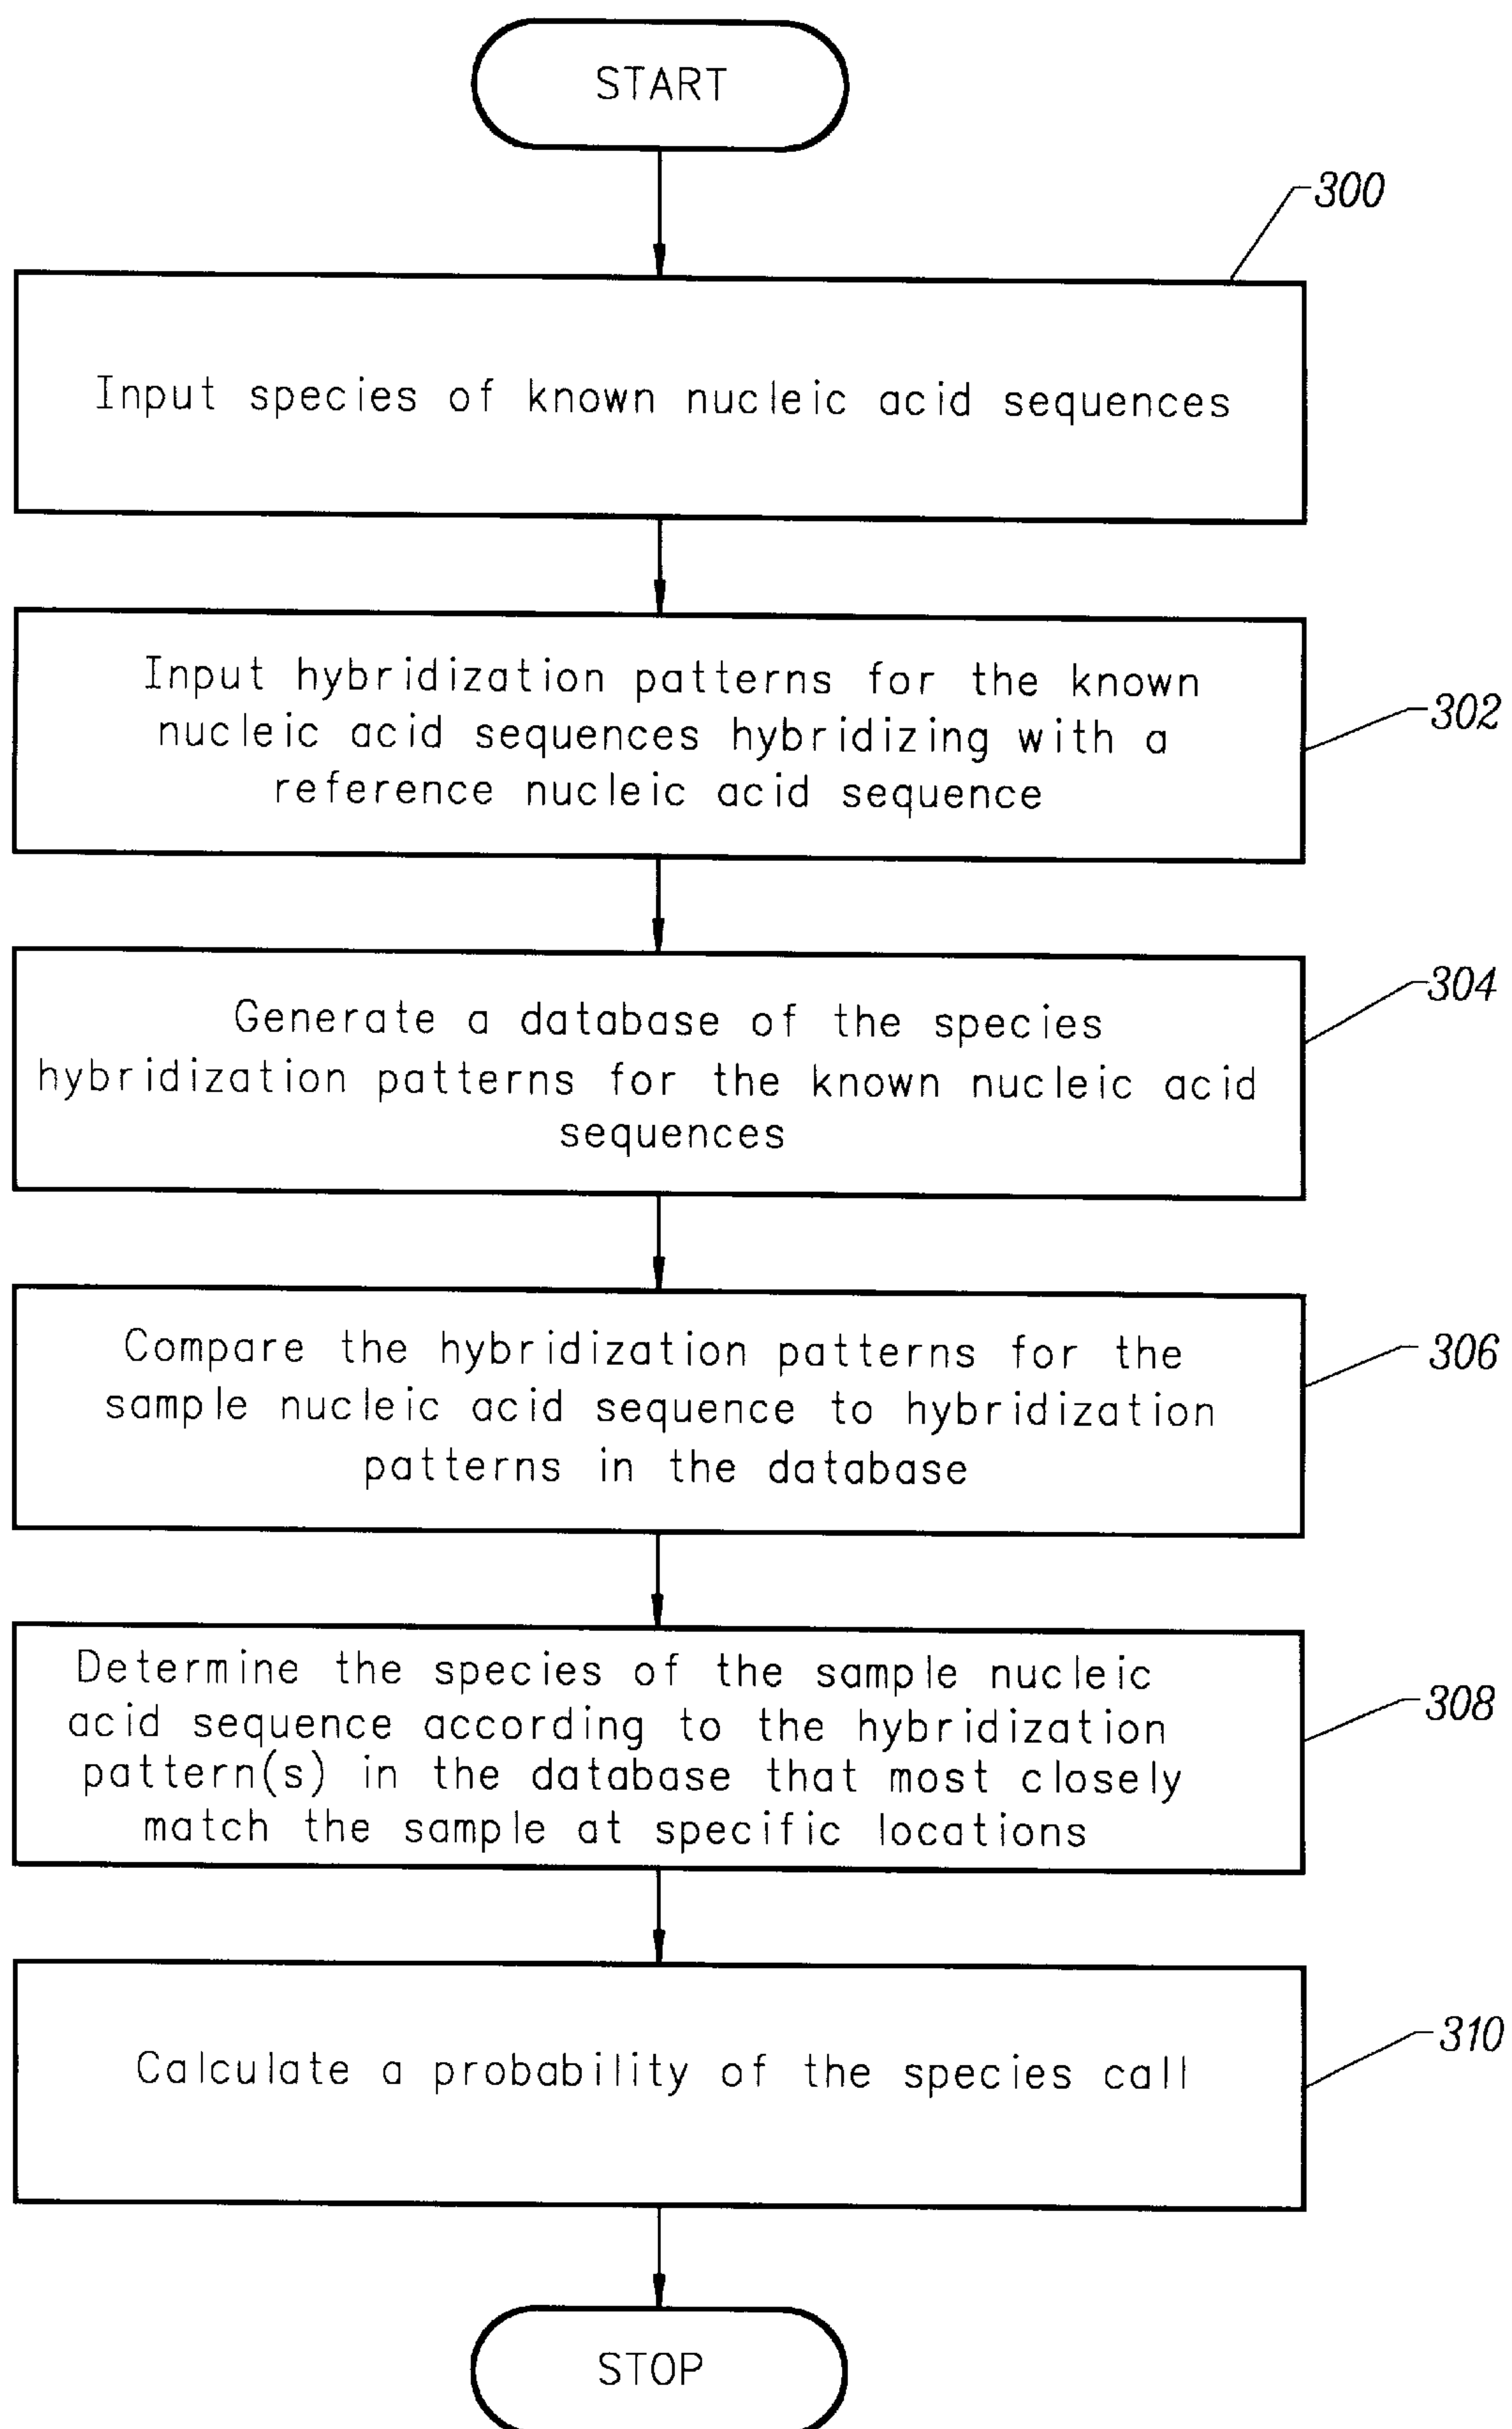 START
300
Input species of known nucleic acid sequences
Input hybridization patterns for the known
nucleic acid sequences hybridizing with a
reference nucleic acid sequence
302
Generate a database of the species
hybridization patterns for the known nucleic acid
sequences
304
Compare the hybridization patterns for the
sample nucleic acid sequence to hybridization
patterns in the database
306
Determine the species of the sample nucleic
acid sequence according to the hybridization
pattern(s) in the database that most closely
match the sample at specific locations
308
Calculate a probability of the species call
310
STOP